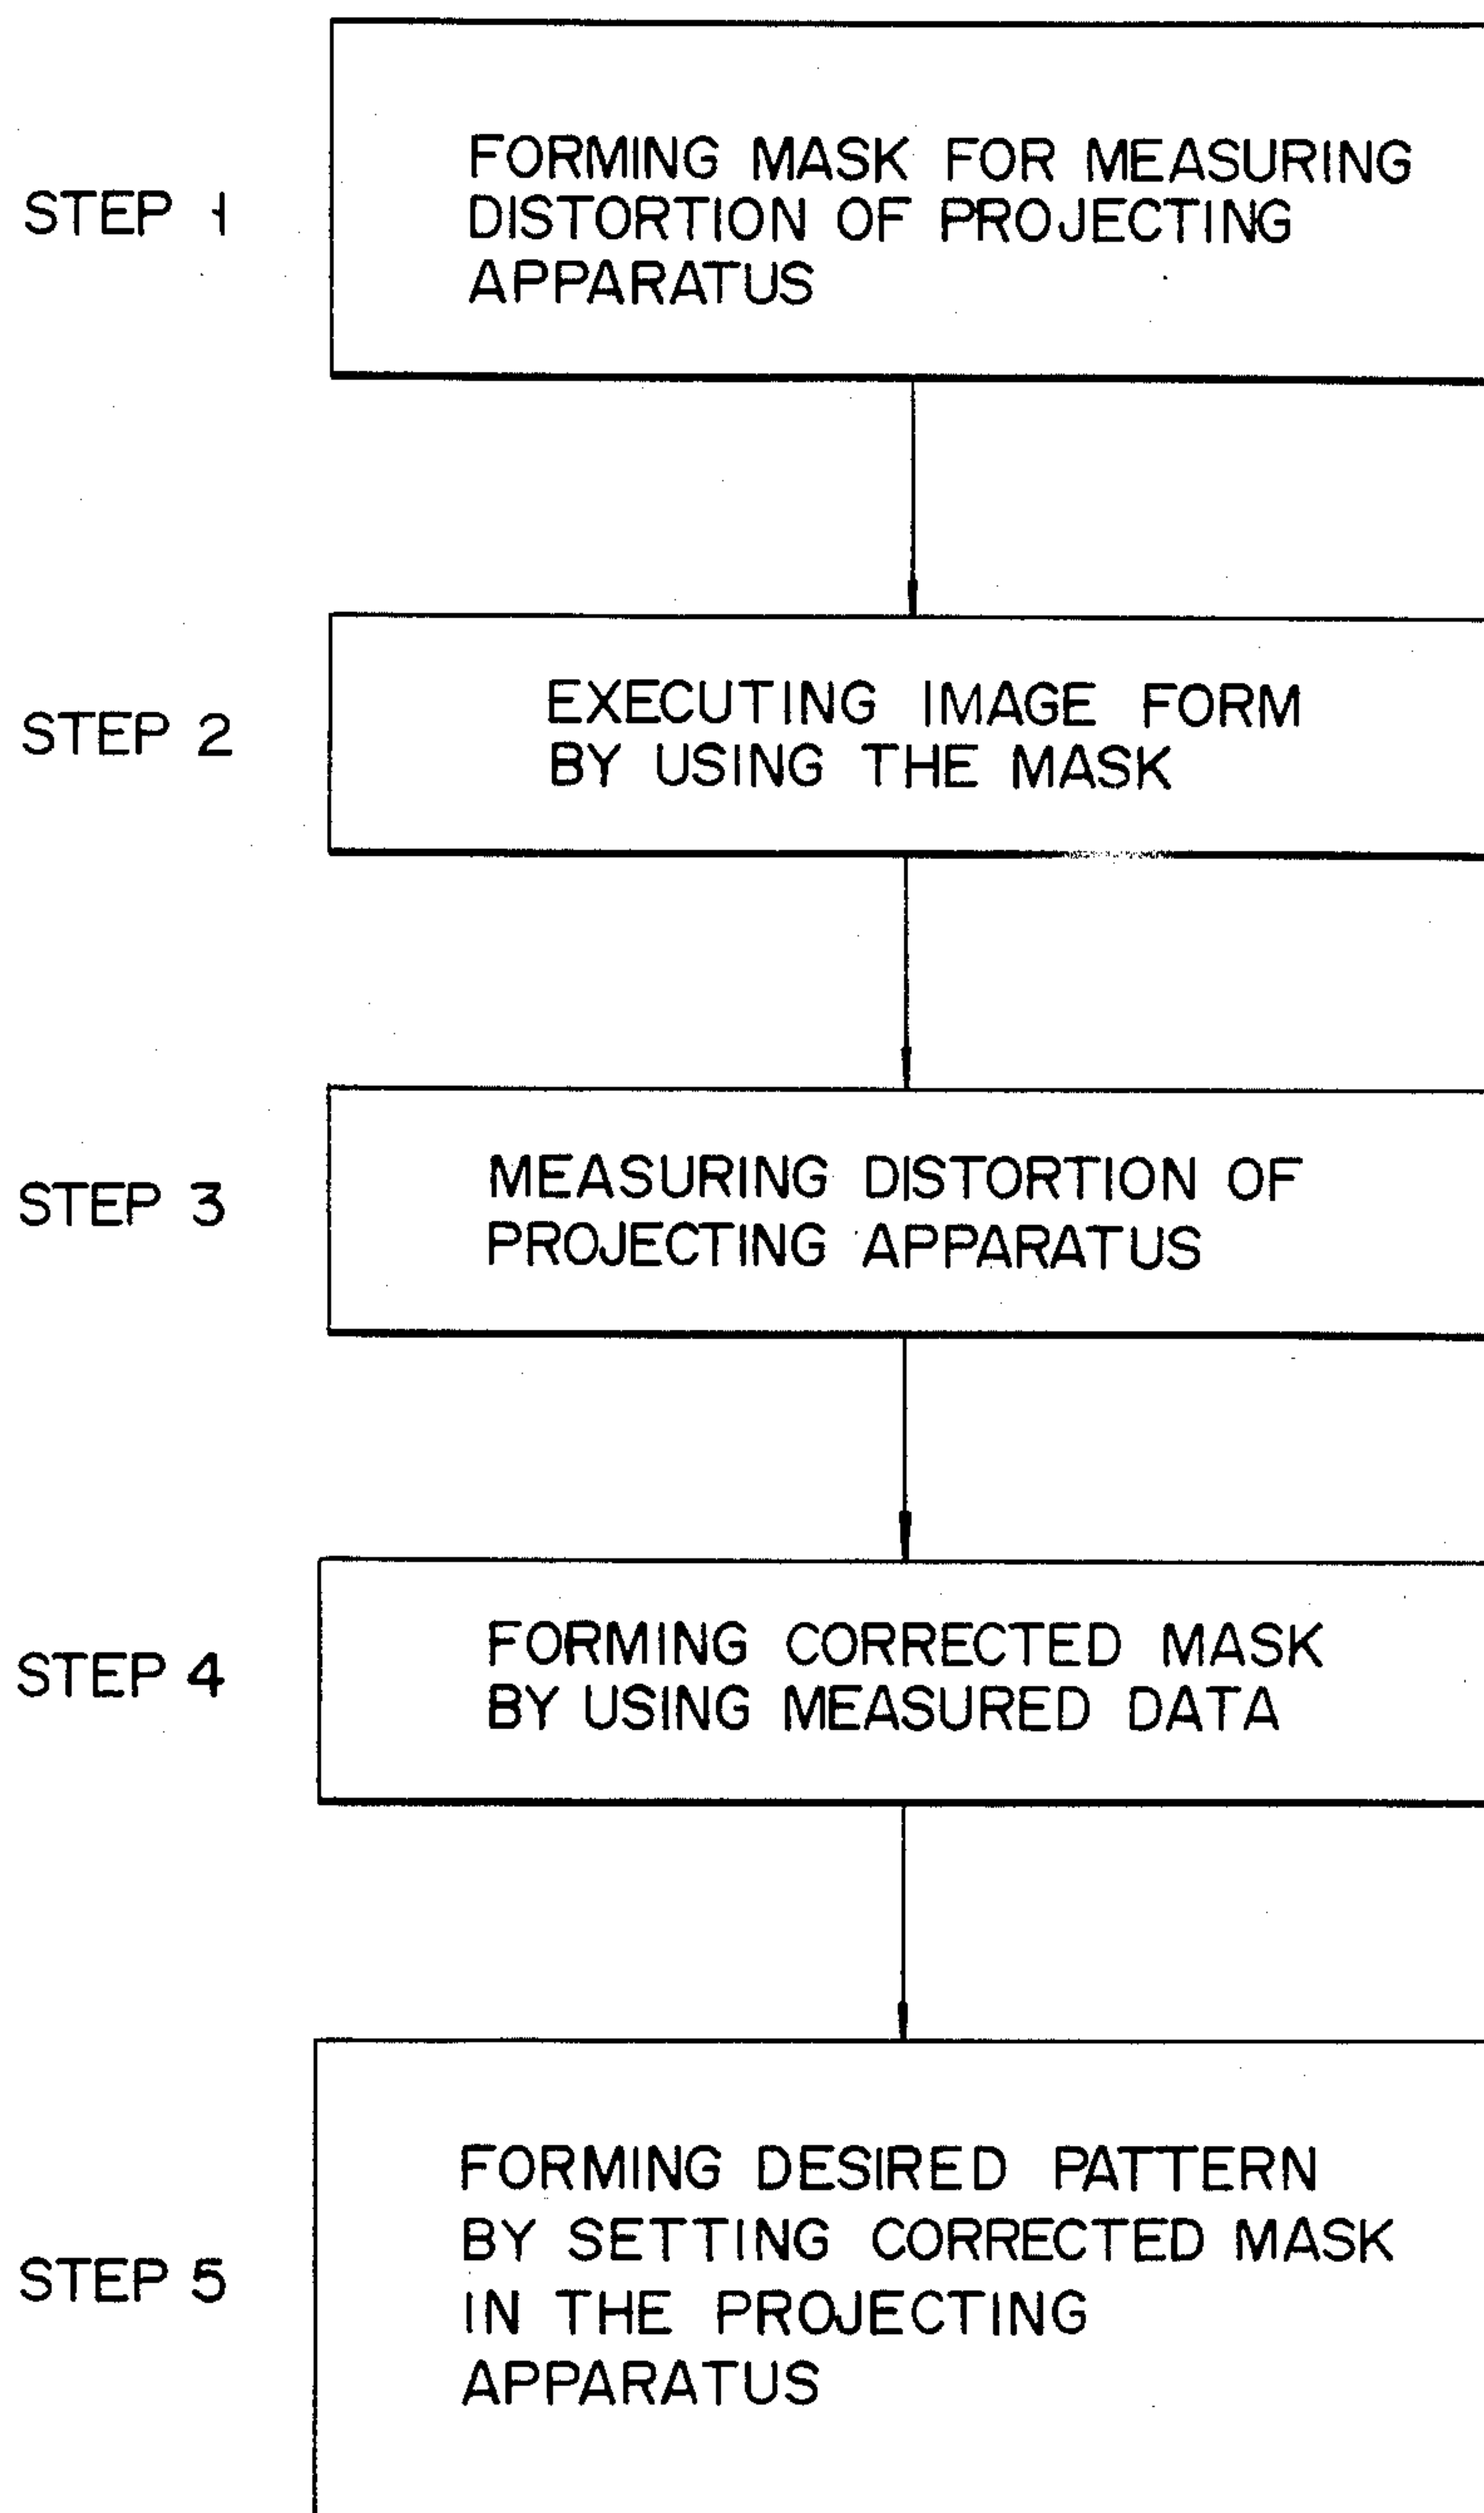 STEP 1
FORMING MASK FOR MEASURING
DISTORTION OF PROJECTING
APPARATUS
STEP 2
EXECUTING IMAGE FORM
BY USING THE MASK
STEP 3
MEASURING DISTORTION OF
PROJECTING APPARATUS
STEP 4
FORMING CORRECTED MASK
BY USING MEASURED DATA
STEP 5
FORMING DESIRED PATTERN
BY SETTING CORRECTED MASK
IN THE PROJECTING
APPARATUS